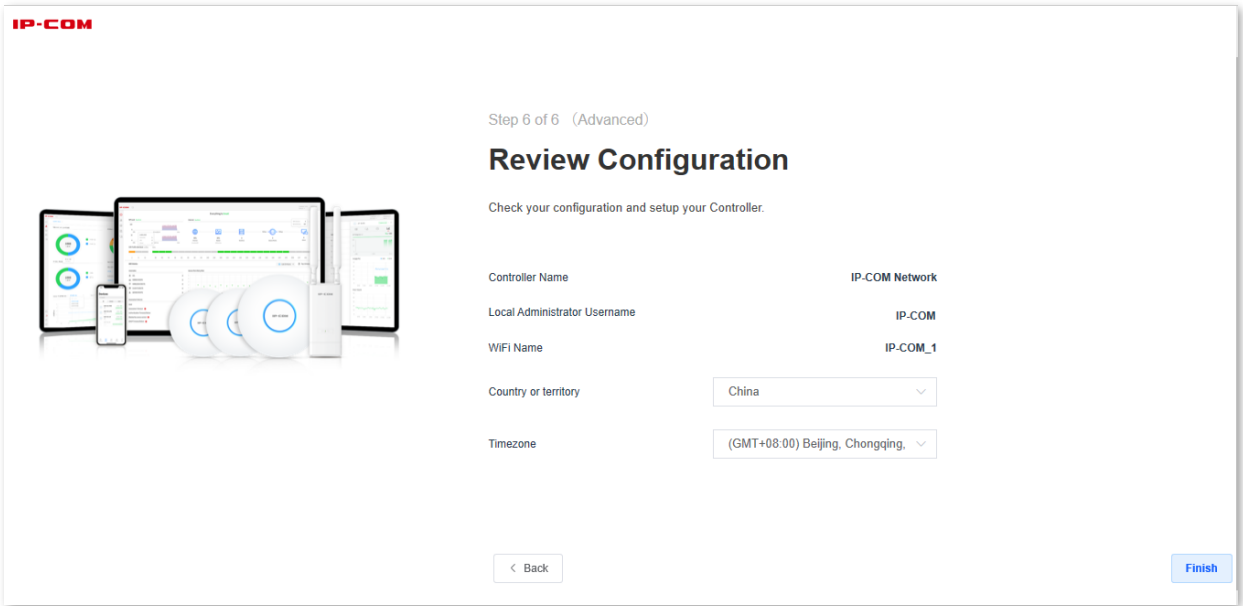 IP-COM
Step 6 of 6 （Advanced）
Review Configuration
Check your configuration and setup your Controller.
Controller Name IP-COM Network
Local Administrator Username IP-COM
WiFi Name IP-COM_1
Country or territory China
Timezone (GMT+08:00) Beijing, Chongqing,
< Back
Finish